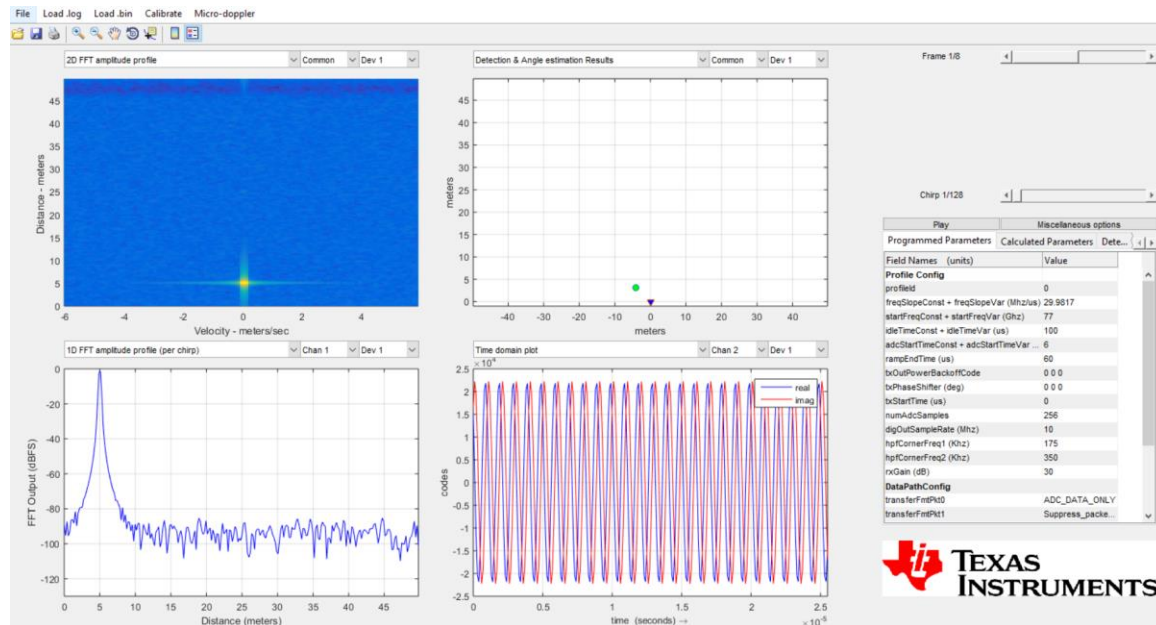 File Load .log Load .bin Calibrate Micro-doppler
2D FFT amplitude profile Common Dev 1
Detection & Angle estimation Results Common Dev 1
Frame 1/8
Distance - meters
45
40
35
30
25
20
15
10
5
0
-6 -4 -2 0 2 4
Velocity - meters/sec
meters
45
40
35
30
25
20
15
10
5
0
-40 -30 -20 -10 0 10 20 30 40
meters
Chirp 1/128
Play Miscellaneous options
Programmed Parameters Calculated Parameters Dete...
Field Names (units) Value
Profile Config
profileId 0
freqSlopeConst + freqSlopeVar (Mhz/us) 29.9817
startFreqConst + startFreqVar (Ghz) 77
idleTimeConst + idleTimeVar (us) 100
adcStartTimeConst + adcStartTimeVar ... 6
rampEndTime (us) 60
txOutPowerBackoffCode 0 0 0
txPhaseShifter (deg) 0 0 0
txStartTime (us) 0
numAdcSamples 256
digOutSampleRate (Mhz) 10
hpfCornerFreq1 (Khz) 175
hpfCornerFreq2 (Khz) 350
rxGain (dB) 30
DataPathConfig
transferFmtPkt0 ADC_DATA_ONLY
transferFmtPkt1 Suppress_packe...
1D FFT amplitude profile (per chirp) Chan 1 Dev 1
Time domain plot Chan 2 Dev 1
FFT Output (dBFS)
0
-20
-40
-60
-80
-100
-120
0 5 10 15 20 25 30 35 40 45
Distance (meters)
×10⁴
codes
2.5
2
1.5
1
0.5
0
-0.5
-1
-1.5
-2
-2.5
real
imag
0 0.5 1 1.5 2 2.5
time (seconds) →
×10⁻⁵
TEXAS
INSTRUMENTS